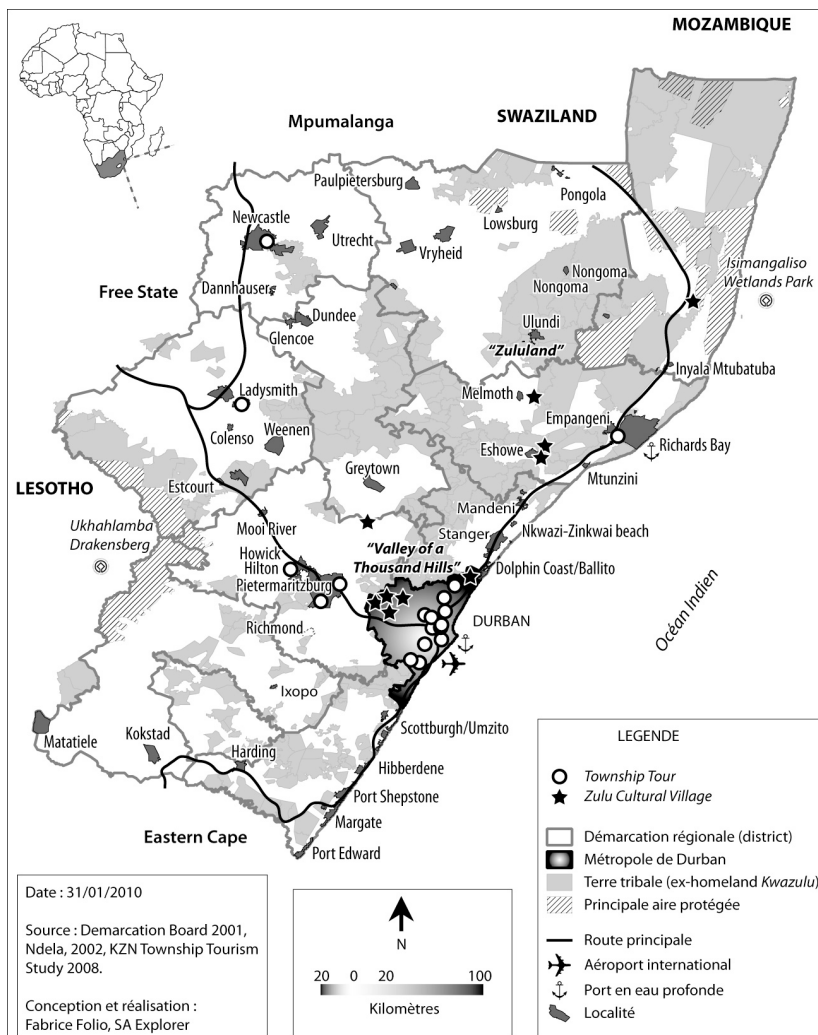 MOZAMBIQUE
SWAZILAND
Mpumalanga
Paulpietersburg
Pongola
Newcastle
Utrecht
Vryheid
Lowsburg
Isimangaliso
Wetlands Park
Free State
Dannhauser
Nongoma
Nongoma
Dundee
Glencoe
Ulundi
"Zululand"
Inyala Mtubatuba
Ladysmith
Melmoth
Empangeni
Colenso
Weenen
Richards Bay
Eshowe
Greytown
Mtunzini
LESOTHO
Estcourt
Mandeni
Mooi River
Stanger
Nkwazi-Zinkwai beach
Ukhahlamba
Drakensberg
"Valley of a
Thousand Hills"
Howick
Hilton
Dolphin Coast/Ballito
Pietermaritzburg
Richmond
DURBAN
Océan Indien
Ixopo
Matatiele
Kokstad
Scottburgh/Umzito
Harding
Hibberdene
Port Shepstone
Margate
Eastern Cape
Port Edward
LEGENDE
Township Tour
Zulu Cultural Village
Démarcation régionale (district)
Métropole de Durban
Terre tribale (ex-homeland Kwazulu)
Principale aire protégée
Route principale
Aéroport international
Port en eau profonde
Localité
Date : 31/01/2010
Source : Demarcation Board 2001,
Ndela, 2002, KZN Township Tourism
Study 2008.
Conception et réalisation :
Fabrice Folio, SA Explorer
N
20 0 20 100
Kilomètres